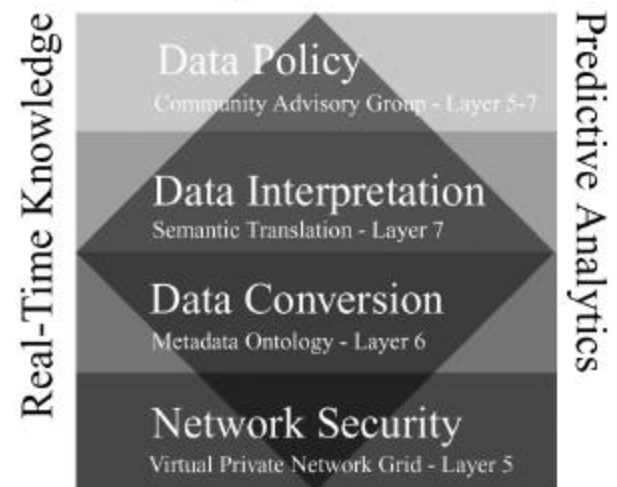 Real-Time Knowledge
Data Policy
Community Advisory Group - Layer 5-7
Data Interpretation
Semantic Translation - Layer 7
Data Conversion
Metadata Ontology - Layer 6
Network Security
Virtual Private Network Grid - Layer 5
Predictive Analytics